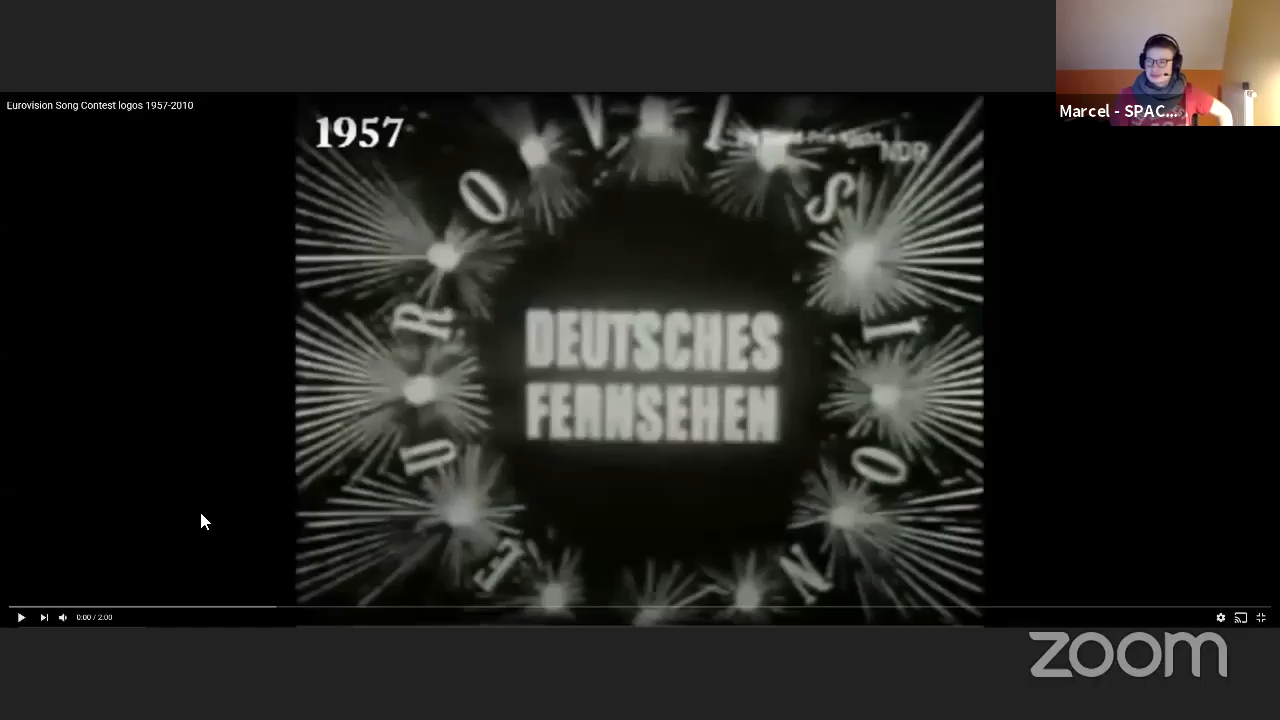 Eurovision Song Contest logos 1957-2010
1957
NDR
EUROVISION
DEUTSCHES
FERNSEHEN
0:00 / 2:00
Marcel - SPAC...
zoom